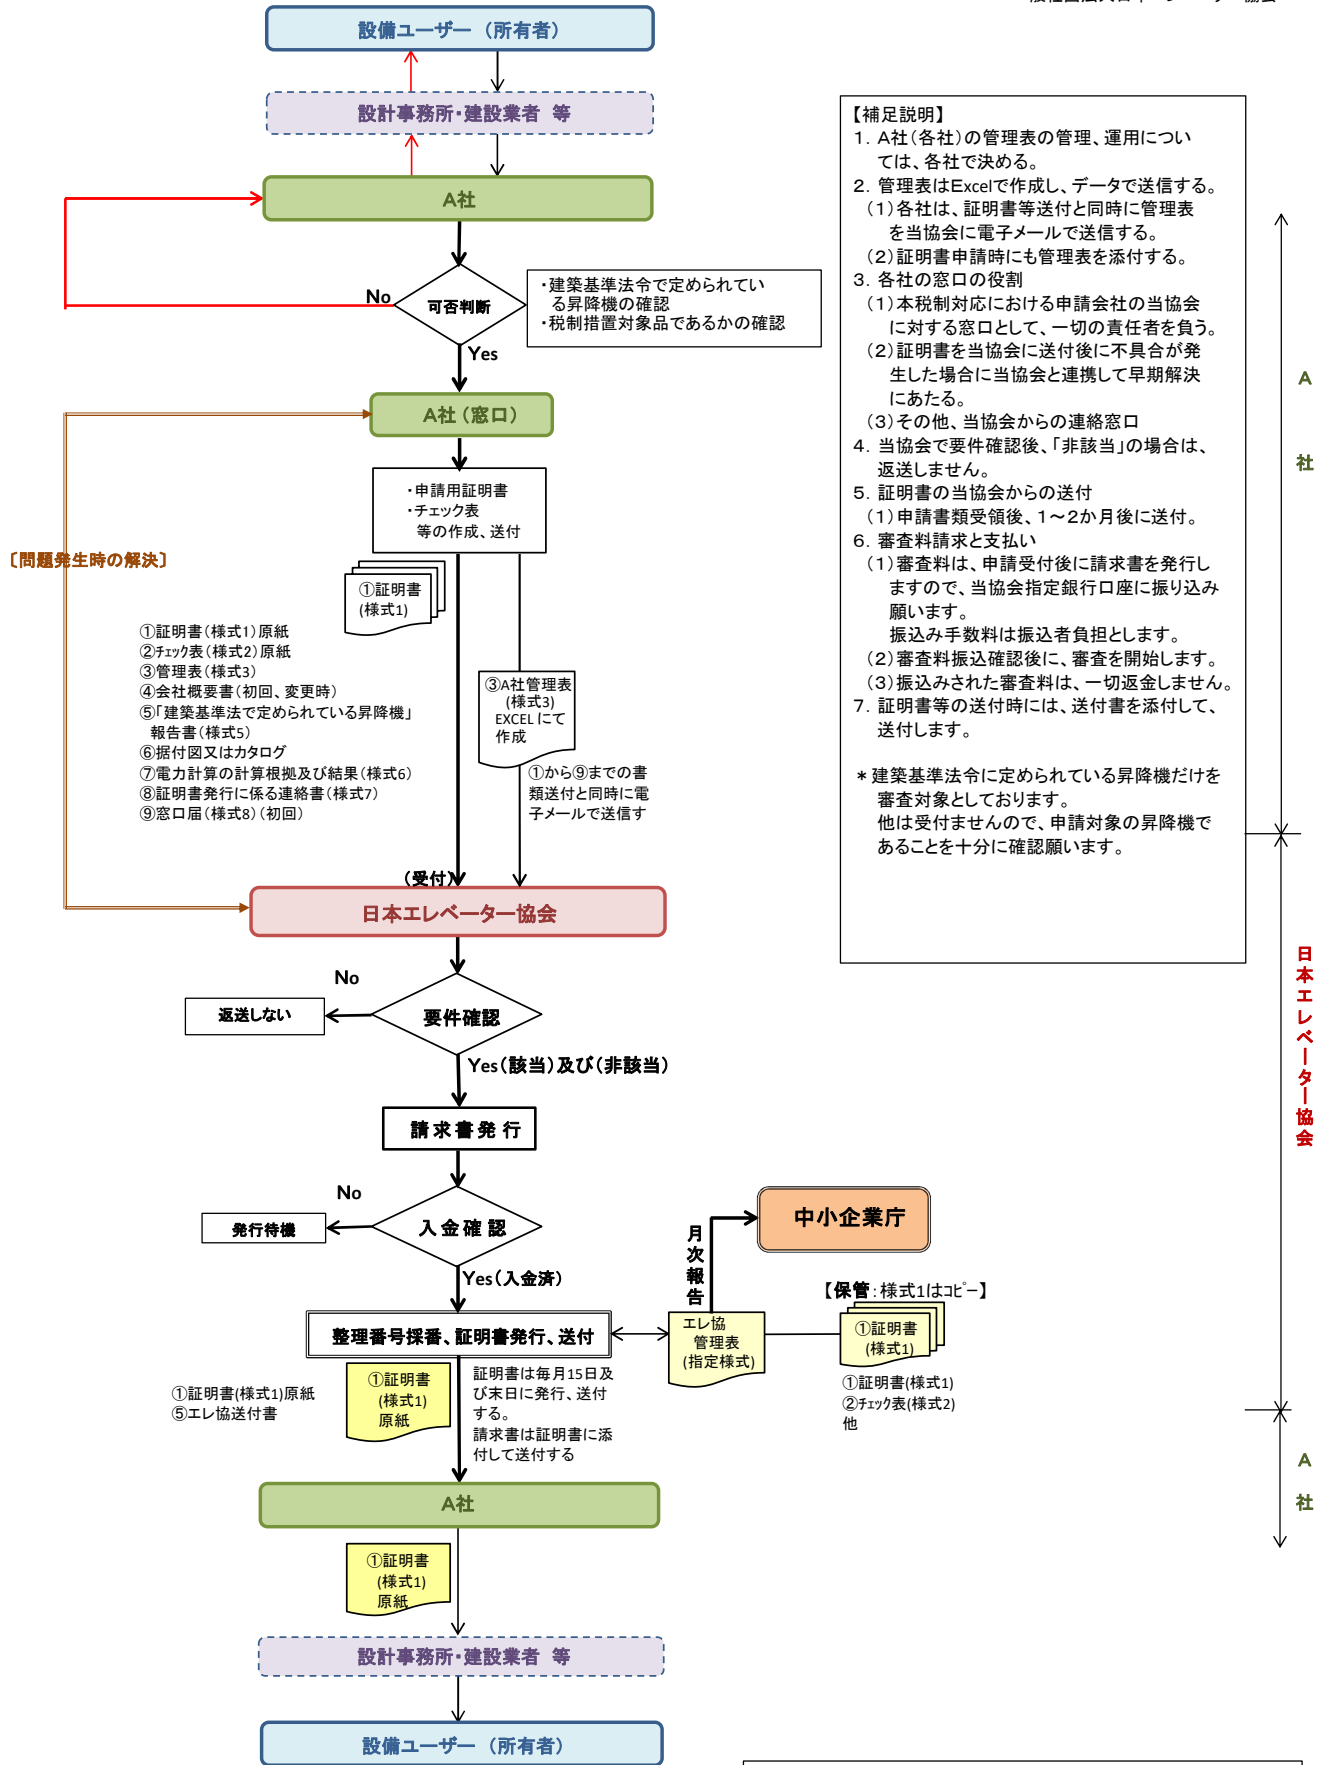 設備ユーザー （所有者）
設計事務所・建設業者 等
A社
No
可否判断
Yes
・建築基準法令で定められてい
る昇降機の確認
・税制措置対象品であるかの確認
A社（窓口）
・申請用証明書
・チェック表
等の作成、送付
〔問題発生時の解決〕
①証明書
(様式1)
①証明書（様式1）原紙
②ﾁｪｯｸ表（様式2）原紙
③管理表（様式3）
④会社概要書（初回、変更時）
⑤「建築基準法で定められている昇降機」
報告書（様式5）
⑥据付図又はｶﾀﾛｸﾞ
⑦電力計算の計算根拠及び結果（様式6）
⑧証明書発行に係る連絡書（様式7）
⑨窓口届（様式8）（初回）
③A社管理表
(様式3)
EXCEL にて
作成
①から⑨までの書
類送付と同時に電
子メールで送信す
（受付）
日本エレベーター協会
No
返送しない
要件確認
Yes（該当）及び（非該当）
請求書発行
No
発行待機
入金確認
Yes（入金済）
整理番号採番、証明書発行、送付
①証明書(様式1)原紙
⑤エレ協送付書
①証明書
(様式1)
原紙
証明書は毎月15日及
び末日に発行、送付
する。
請求書は証明書に添
付して送付する
月次報告
中小企業庁
エレ協
管理表
(指定様式)
【保管：様式1はｺﾋﾟｰ】
①証明書
(様式1)
①証明書(様式1)
②ﾁｪｯｸ表(様式2)
他
A社
①証明書
(様式1)
原紙
設計事務所・建設業者 等
設備ユーザー （所有者）
【補足説明】
1．A社（各社）の管理表の管理、運用につい
ては、各社で決める。
2．管理表はExcelで作成し、データで送信する。
（1）各社は、証明書等送付と同時に管理表
を当協会に電子メールで送信する。
（2）証明書申請時にも管理表を添付する。
3．各社の窓口の役割
（1）本税制対応における申請会社の当協会
に対する窓口として、一切の責任者を負う。
（2）証明書を当協会に送付後に不具合が発
生した場合に当協会と連携して早期解決
にあたる。
（3）その他、当協会からの連絡窓口
4．当協会で要件確認後、「非該当」の場合は、
返送しません。
5．証明書の当協会からの送付
（1）申請書類受領後、1～2か月後に送付。
6．審査料請求と支払い
（1）審査料は、申請受付後に請求書を発行し
ますので、当協会指定銀行口座に振り込み
願います。
振込み手数料は振込者負担とします。
（2）審査料振込確認後に、審査を開始します。
（3）振込みされた審査料は、一切返金しません。
7．証明書等の送付時には、送付書を添付して、
送付します。
＊建築基準法令に定められている昇降機だけを
審査対象としております。
他は受付ませんので、申請対象の昇降機で
あることを十分に確認願います。
A社
日本エレベーター協会
A社